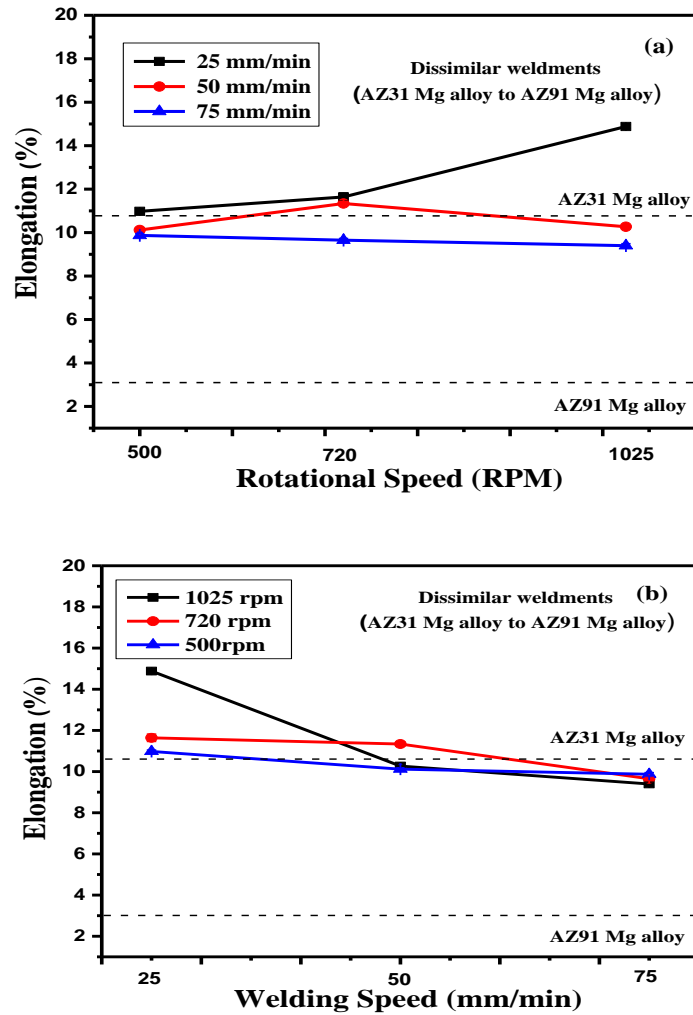 20
18
16
14
12
10
8
6
4
2
Elongation (%)
25 mm/min
50 mm/min
75 mm/min
(a)
Dissimilar weldments
(AZ31 Mg alloy to AZ91 Mg alloy)
AZ31 Mg alloy
AZ91 Mg alloy
500
720
1025
Rotational Speed (RPM)
20
18
16
14
12
10
8
6
4
2
Elongation (%)
1025 rpm
720 rpm
500rpm
(b)
Dissimilar weldments
(AZ31 Mg alloy to AZ91 Mg alloy)
AZ31 Mg alloy
AZ91 Mg alloy
25
50
75
Welding Speed (mm/min)